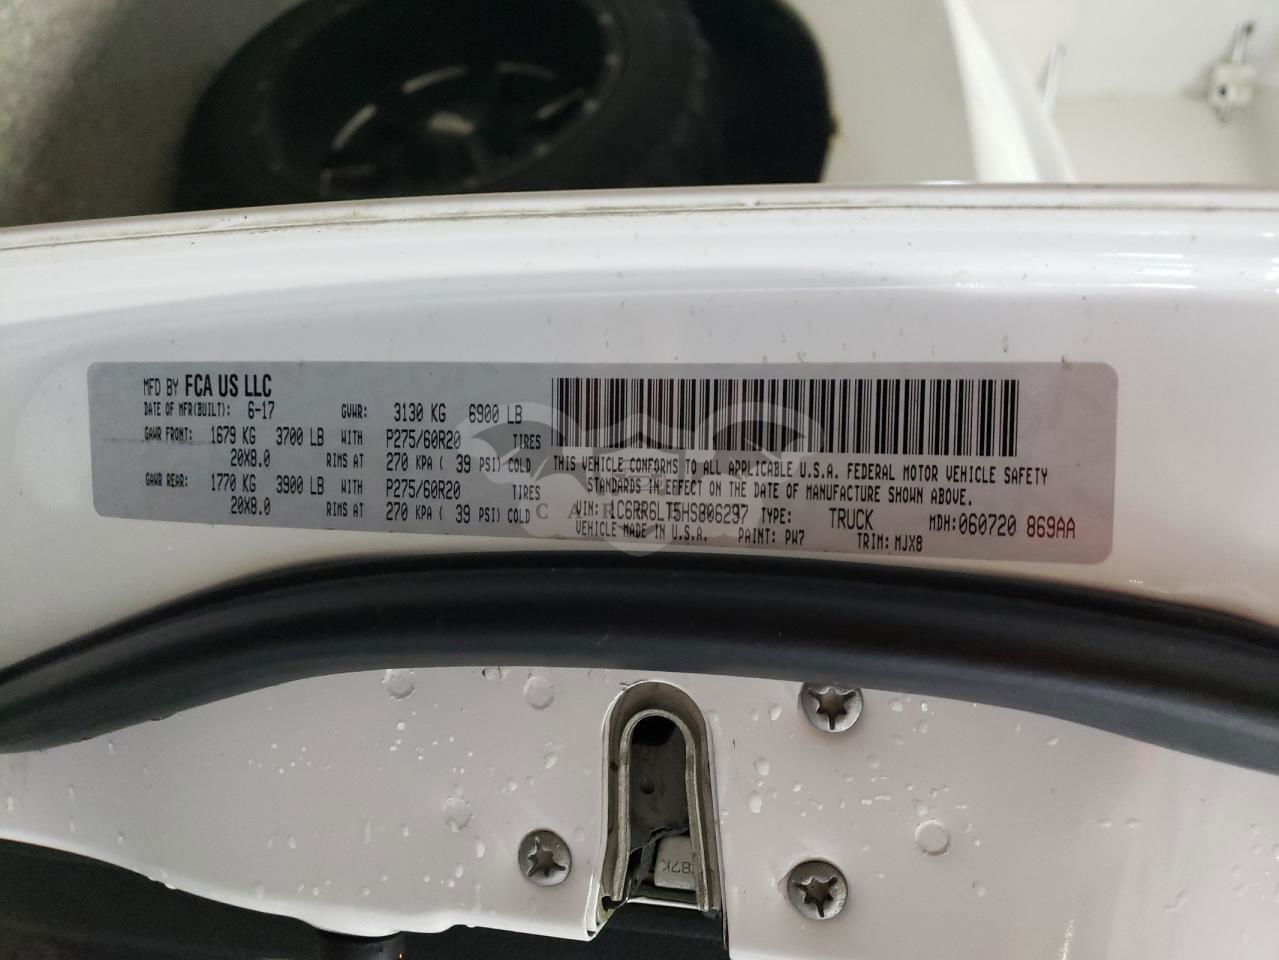 MFD BY FCA US LLC
DATE OF MFR(BUILT): 6-17 GVWR: 3130 KG 6900 LB
GAWR FRONT: 1679 KG 3700 LB WITH P275/60R20 TIRES
20X8.0 RIMS AT 270 KPA ( 39 PSI) COLD
GAWR REAR: 1770 KG 3900 LB WITH P275/60R20 TIRES
20X8.0 RIMS AT 270 KPA ( 39 PSI) COLD
THIS VEHICLE CONFORMS TO ALL APPLICABLE U.S.A. FEDERAL MOTOR VEHICLE SAFETY
STANDARDS IN EFFECT ON THE DATE OF MANUFACTURE SHOWN ABOVE.
VIN: 1C6RR6LT5HS806297 TYPE: TRUCK MDH:060720 869AA
VEHICLE MADE IN U.S.A. PAINT: PW7 TRIM: MJX8
87K